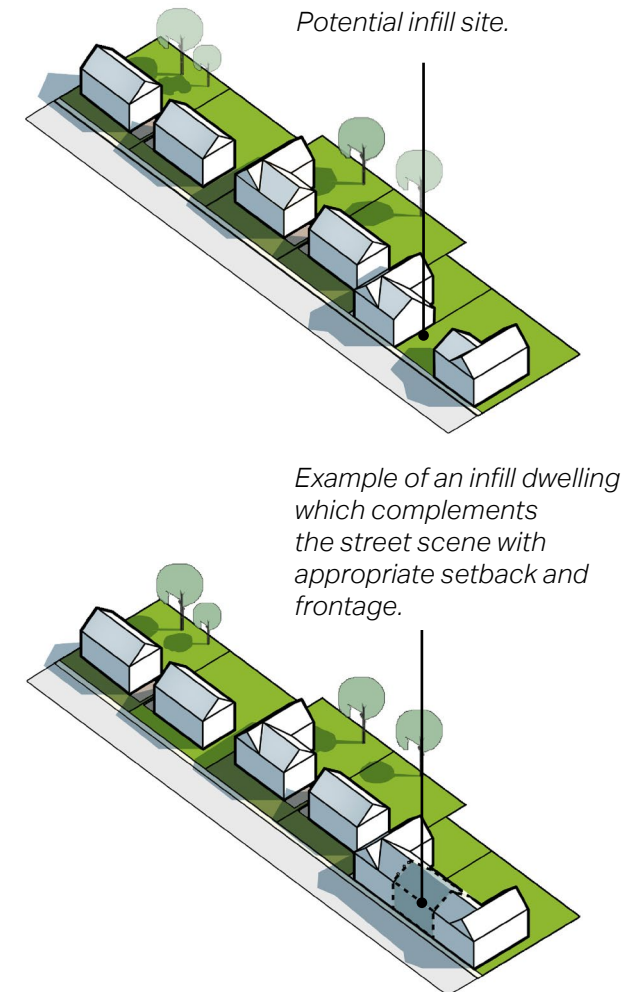 Potential infill site.
Example of an infill dwelling
which complements
the street scene with
appropriate setback and
frontage.